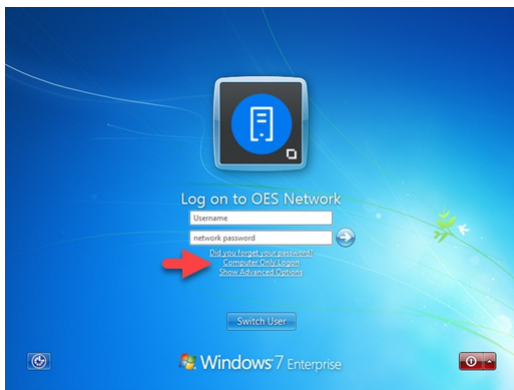 Log on to OES Network
Username
network password
Did you forget your password?
Computer Only Logon
Show Advanced Options
Switch User
Windows 7 Enterprise